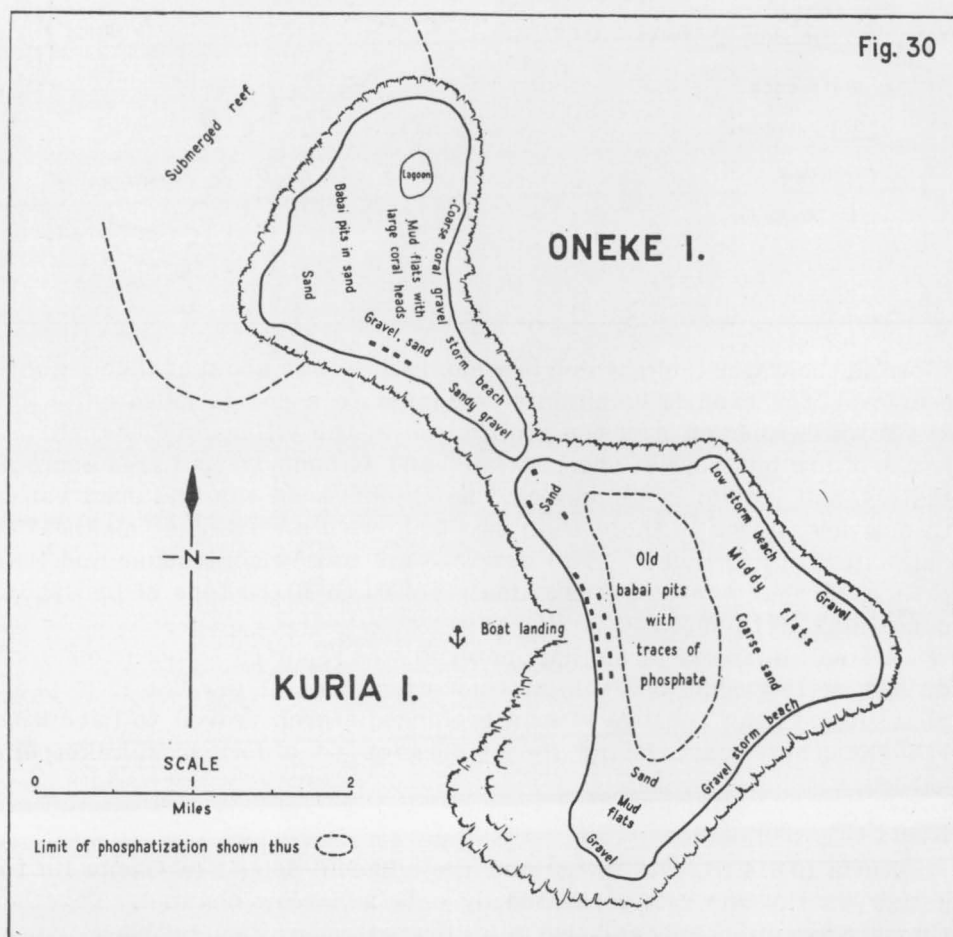 Fig. 30
Submerged reef
Lagoon
Babai pits in sand
Sand
Mud flats with
large coral heads
Coarse coral gravel storm beach
ONEKE I.
Gravel, sand
Sandy gravel
Sand
Low storm beach
Gravel
Muddy flats
Coarse sand
Old
babai pits
with
traces of
phosphate
N
Boat landing
KURIA I.
Gravel storm beach
Sand
Mud
flats
Gravel
SCALE
0 1 2
Miles
Limit of phosphatization shown thus